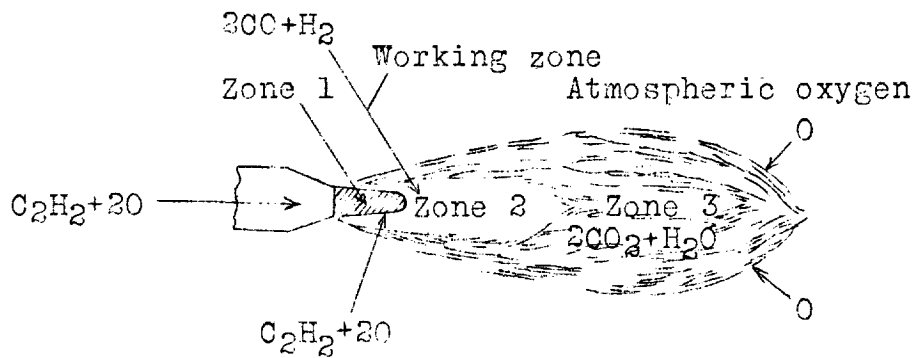 2CO+H2
Working zone
Zone 1
Atmospheric oxygen
O
C2H2+2O
Zone 2
Zone 3
2CO2+H2O
O
C2H2+2O